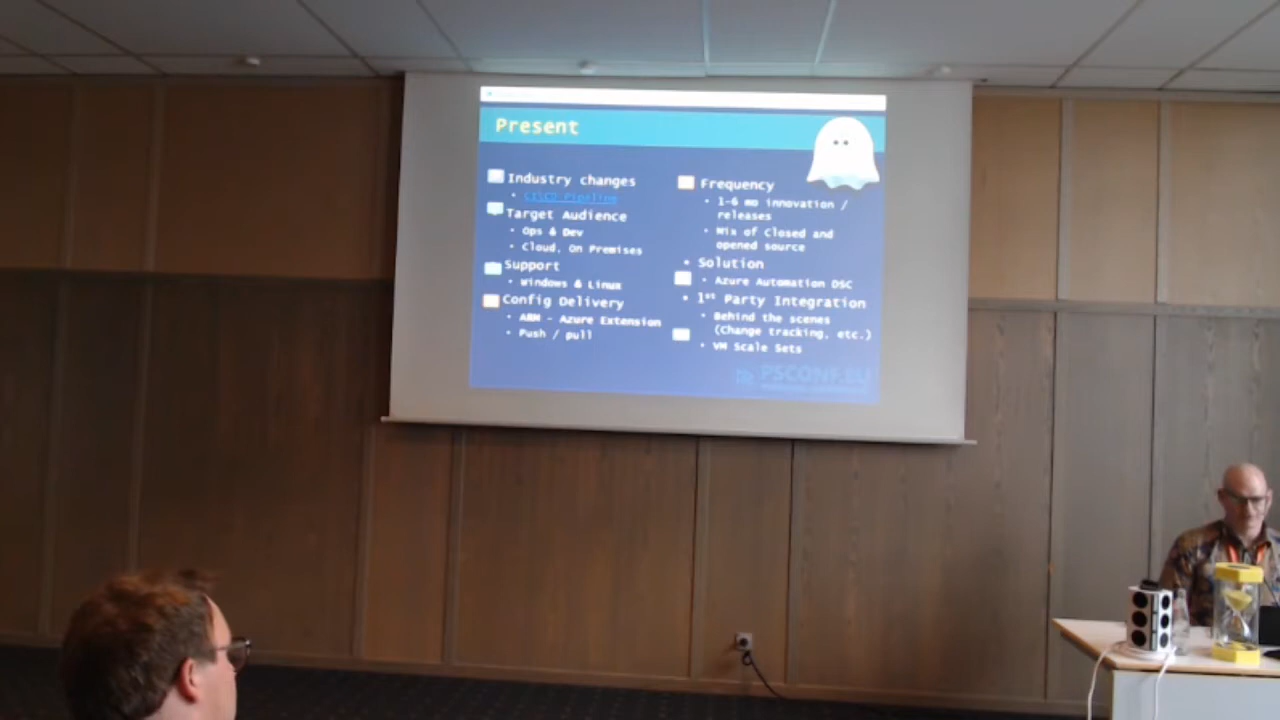 Present
Industry changes
CI\CD Pipeline
Target Audience
Ops & Dev
Cloud, On Premises
Support
Windows & Linux
Config Delivery
ARM - Azure Extension
Push / pull
Frequency
1-6 mo innovation /
releases
Mix of Closed and
opened source
Solution
Azure Automation DSC
1st Party Integration
Behind the scenes
(Change tracking, etc.)
VM Scale Sets
PSCONF.EU